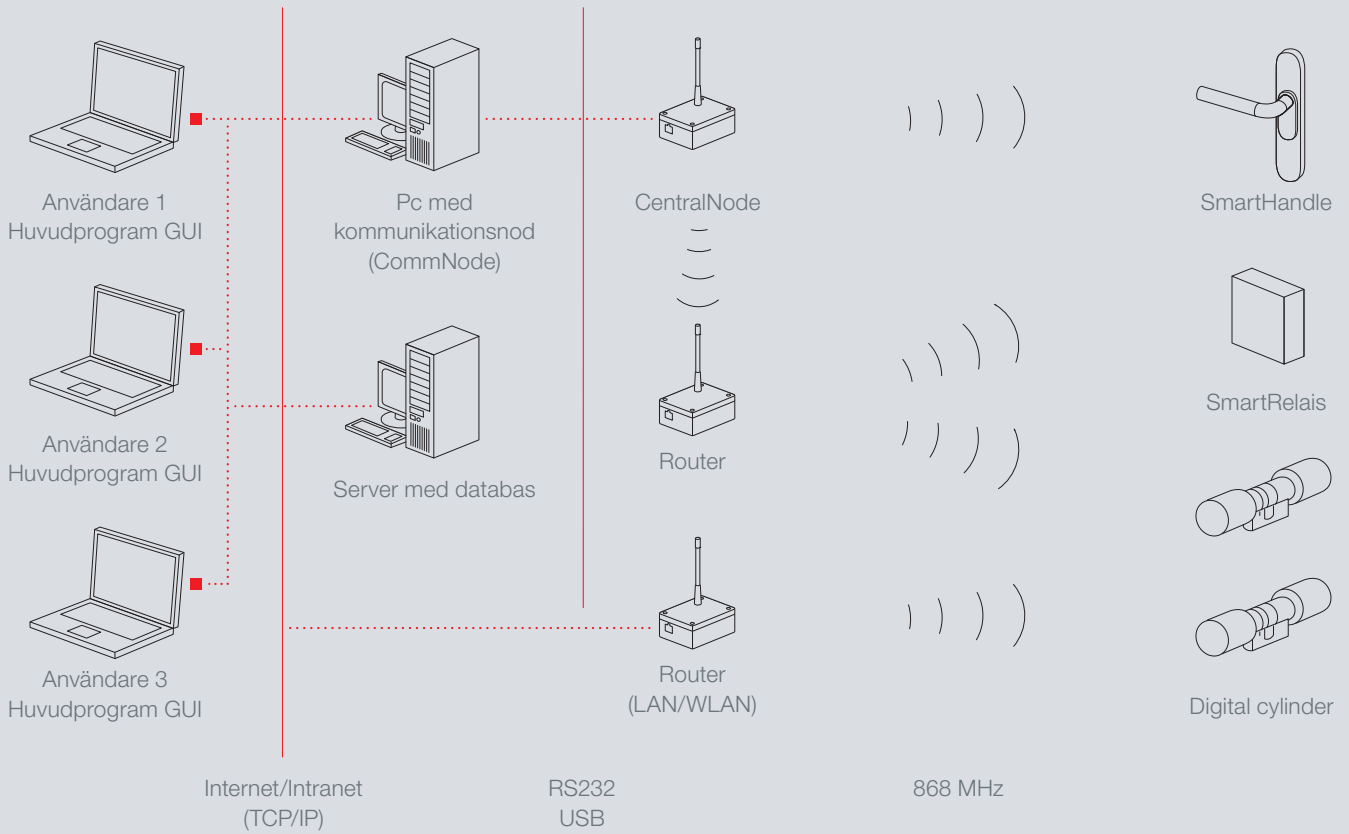 Användare 1
Huvudprogram GUI
Pc med
kommunikationsnod
(CommNode)
CentralNode
SmartHandle
Användare 2
Huvudprogram GUI
Server med databas
Router
SmartRelais
Användare 3
Huvudprogram GUI
Router
(LAN/WLAN)
Digital cylinder
Internet/Intranet
(TCP/IP)
RS232
USB
868 MHz